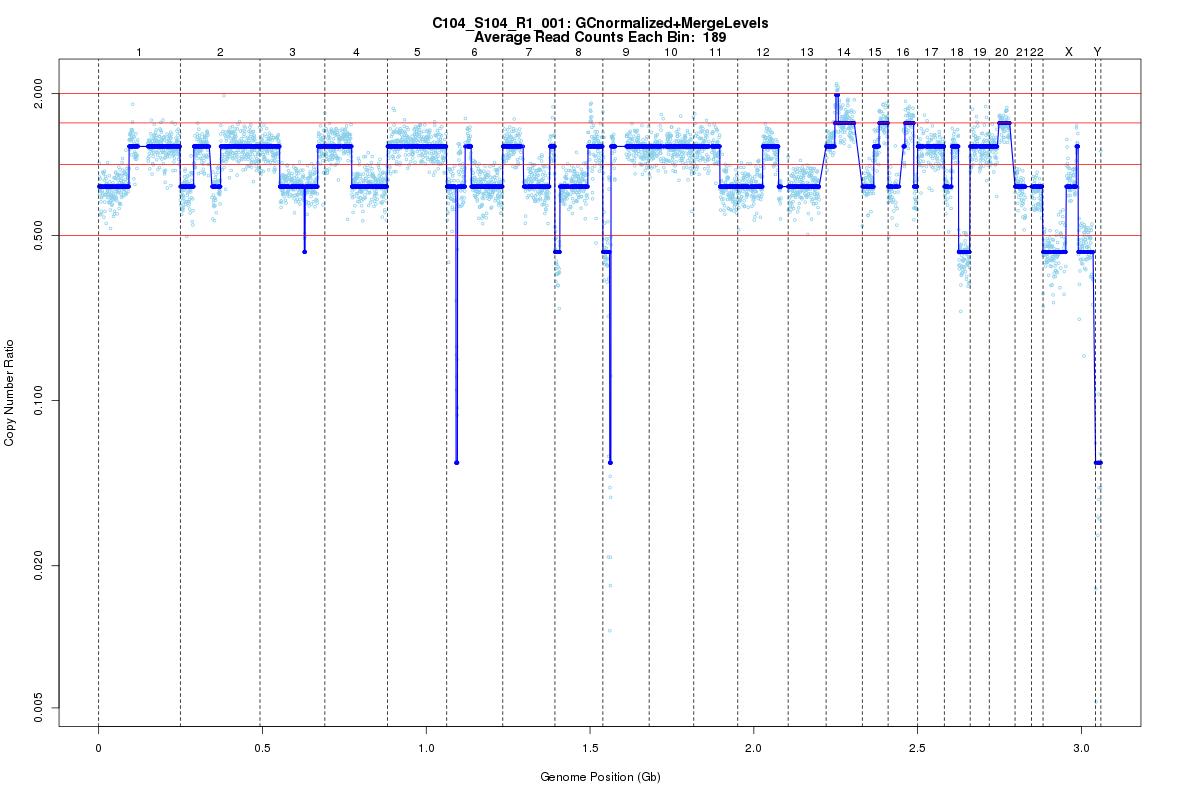 C104_S104_R1_001: GCnormalized+MergeLevels
Average Read Counts Each Bin: 189
1 2 3 4 5 6 7 8 9 10 11 12 13 14 15 16 17 18 19 20 2122 X Y
2.000
0.500
0.100
0.020
0.005
Copy Number Ratio
0 0.5 1.0 1.5 2.0 2.5 3.0
Genome Position (Gb)